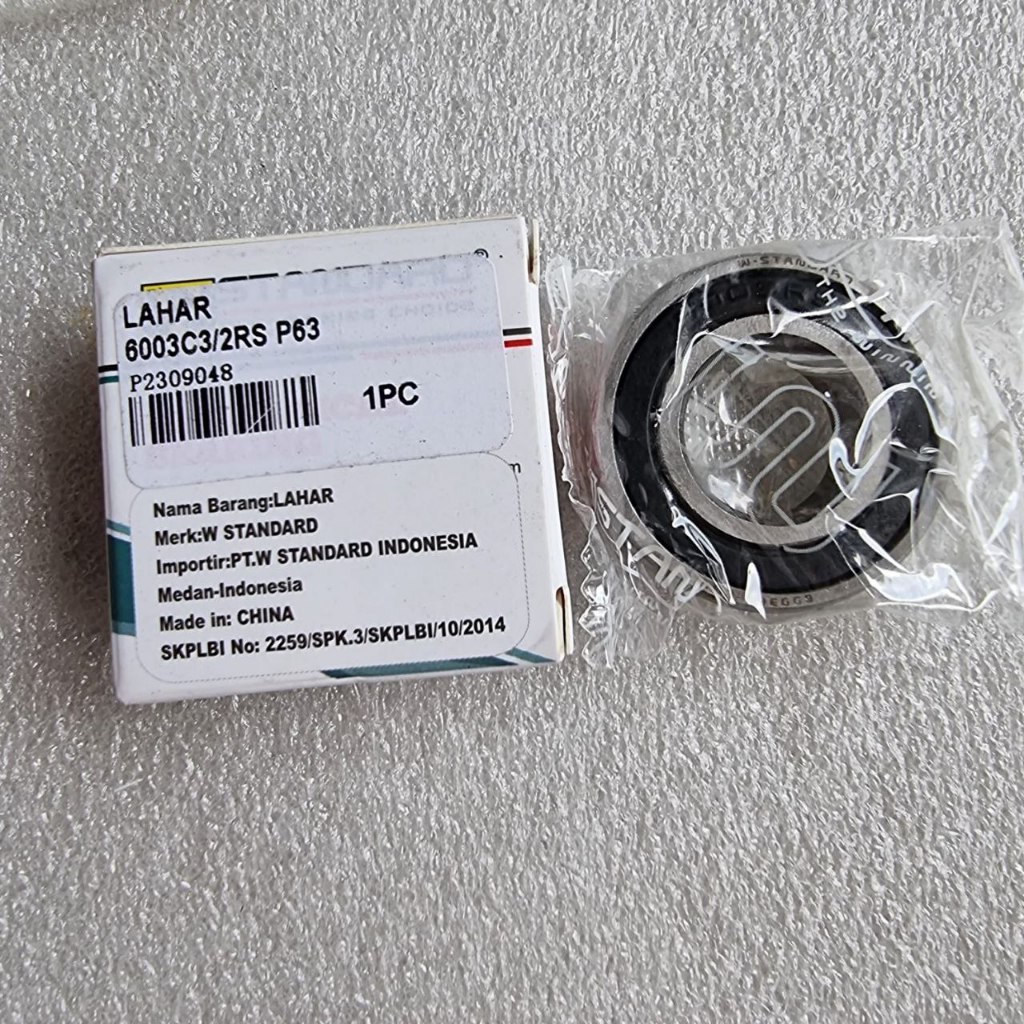 LAHAR
6003C3/2RS P63
P2309048
1PC
m
Nama Barang:LAHAR
Merk:W STANDARD
Importir:PT.W STANDARD INDONESIA
Medan-Indonesia
Made in: CHINA
SKPLBI No: 2259/SPK.3/SKPLBI/10/2014
W-STANDARD